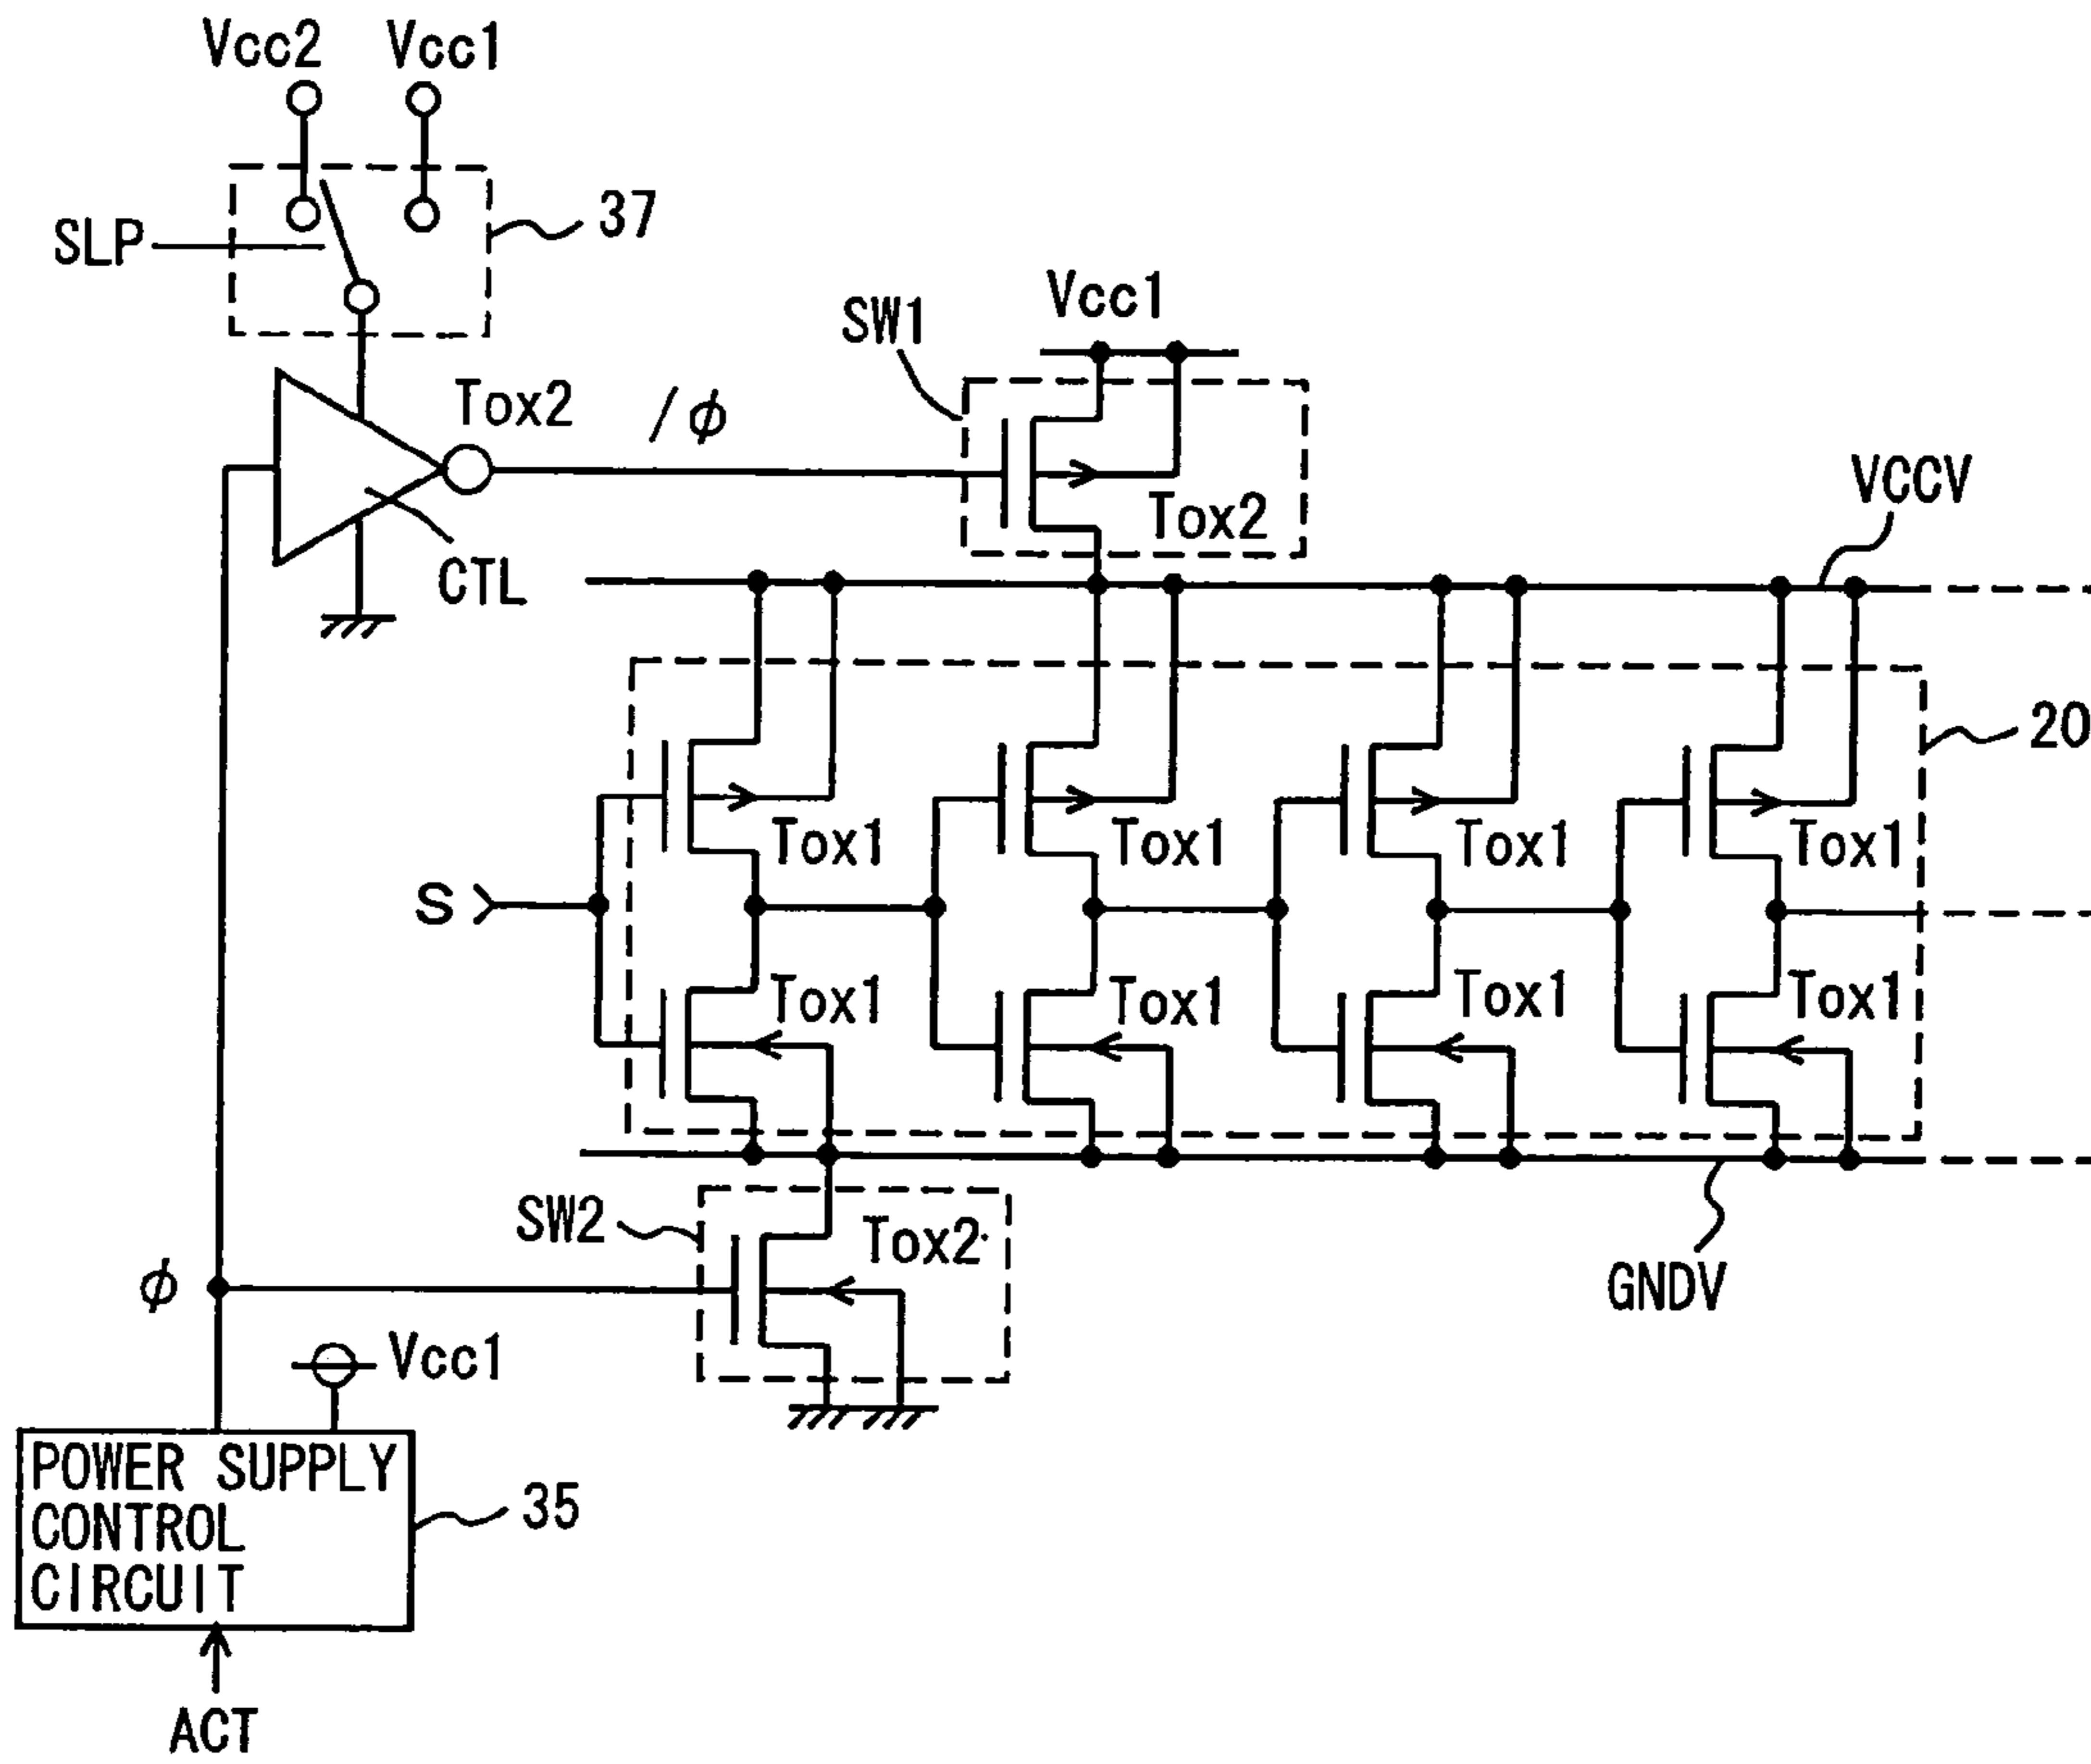 Vcc2 Vcc1
SLP
37
Vcc1
SW1
Tox2
/φ
Tox2
VCCV
CTL
20
Tox1 Tox1 Tox1 Tox1
S
Tox1 Tox1 Tox1 Tox1
SW2
Tox2
φ
GNDV
Vcc1
POWER SUPPLY
CONTROL
CIRCUIT
35
ACT